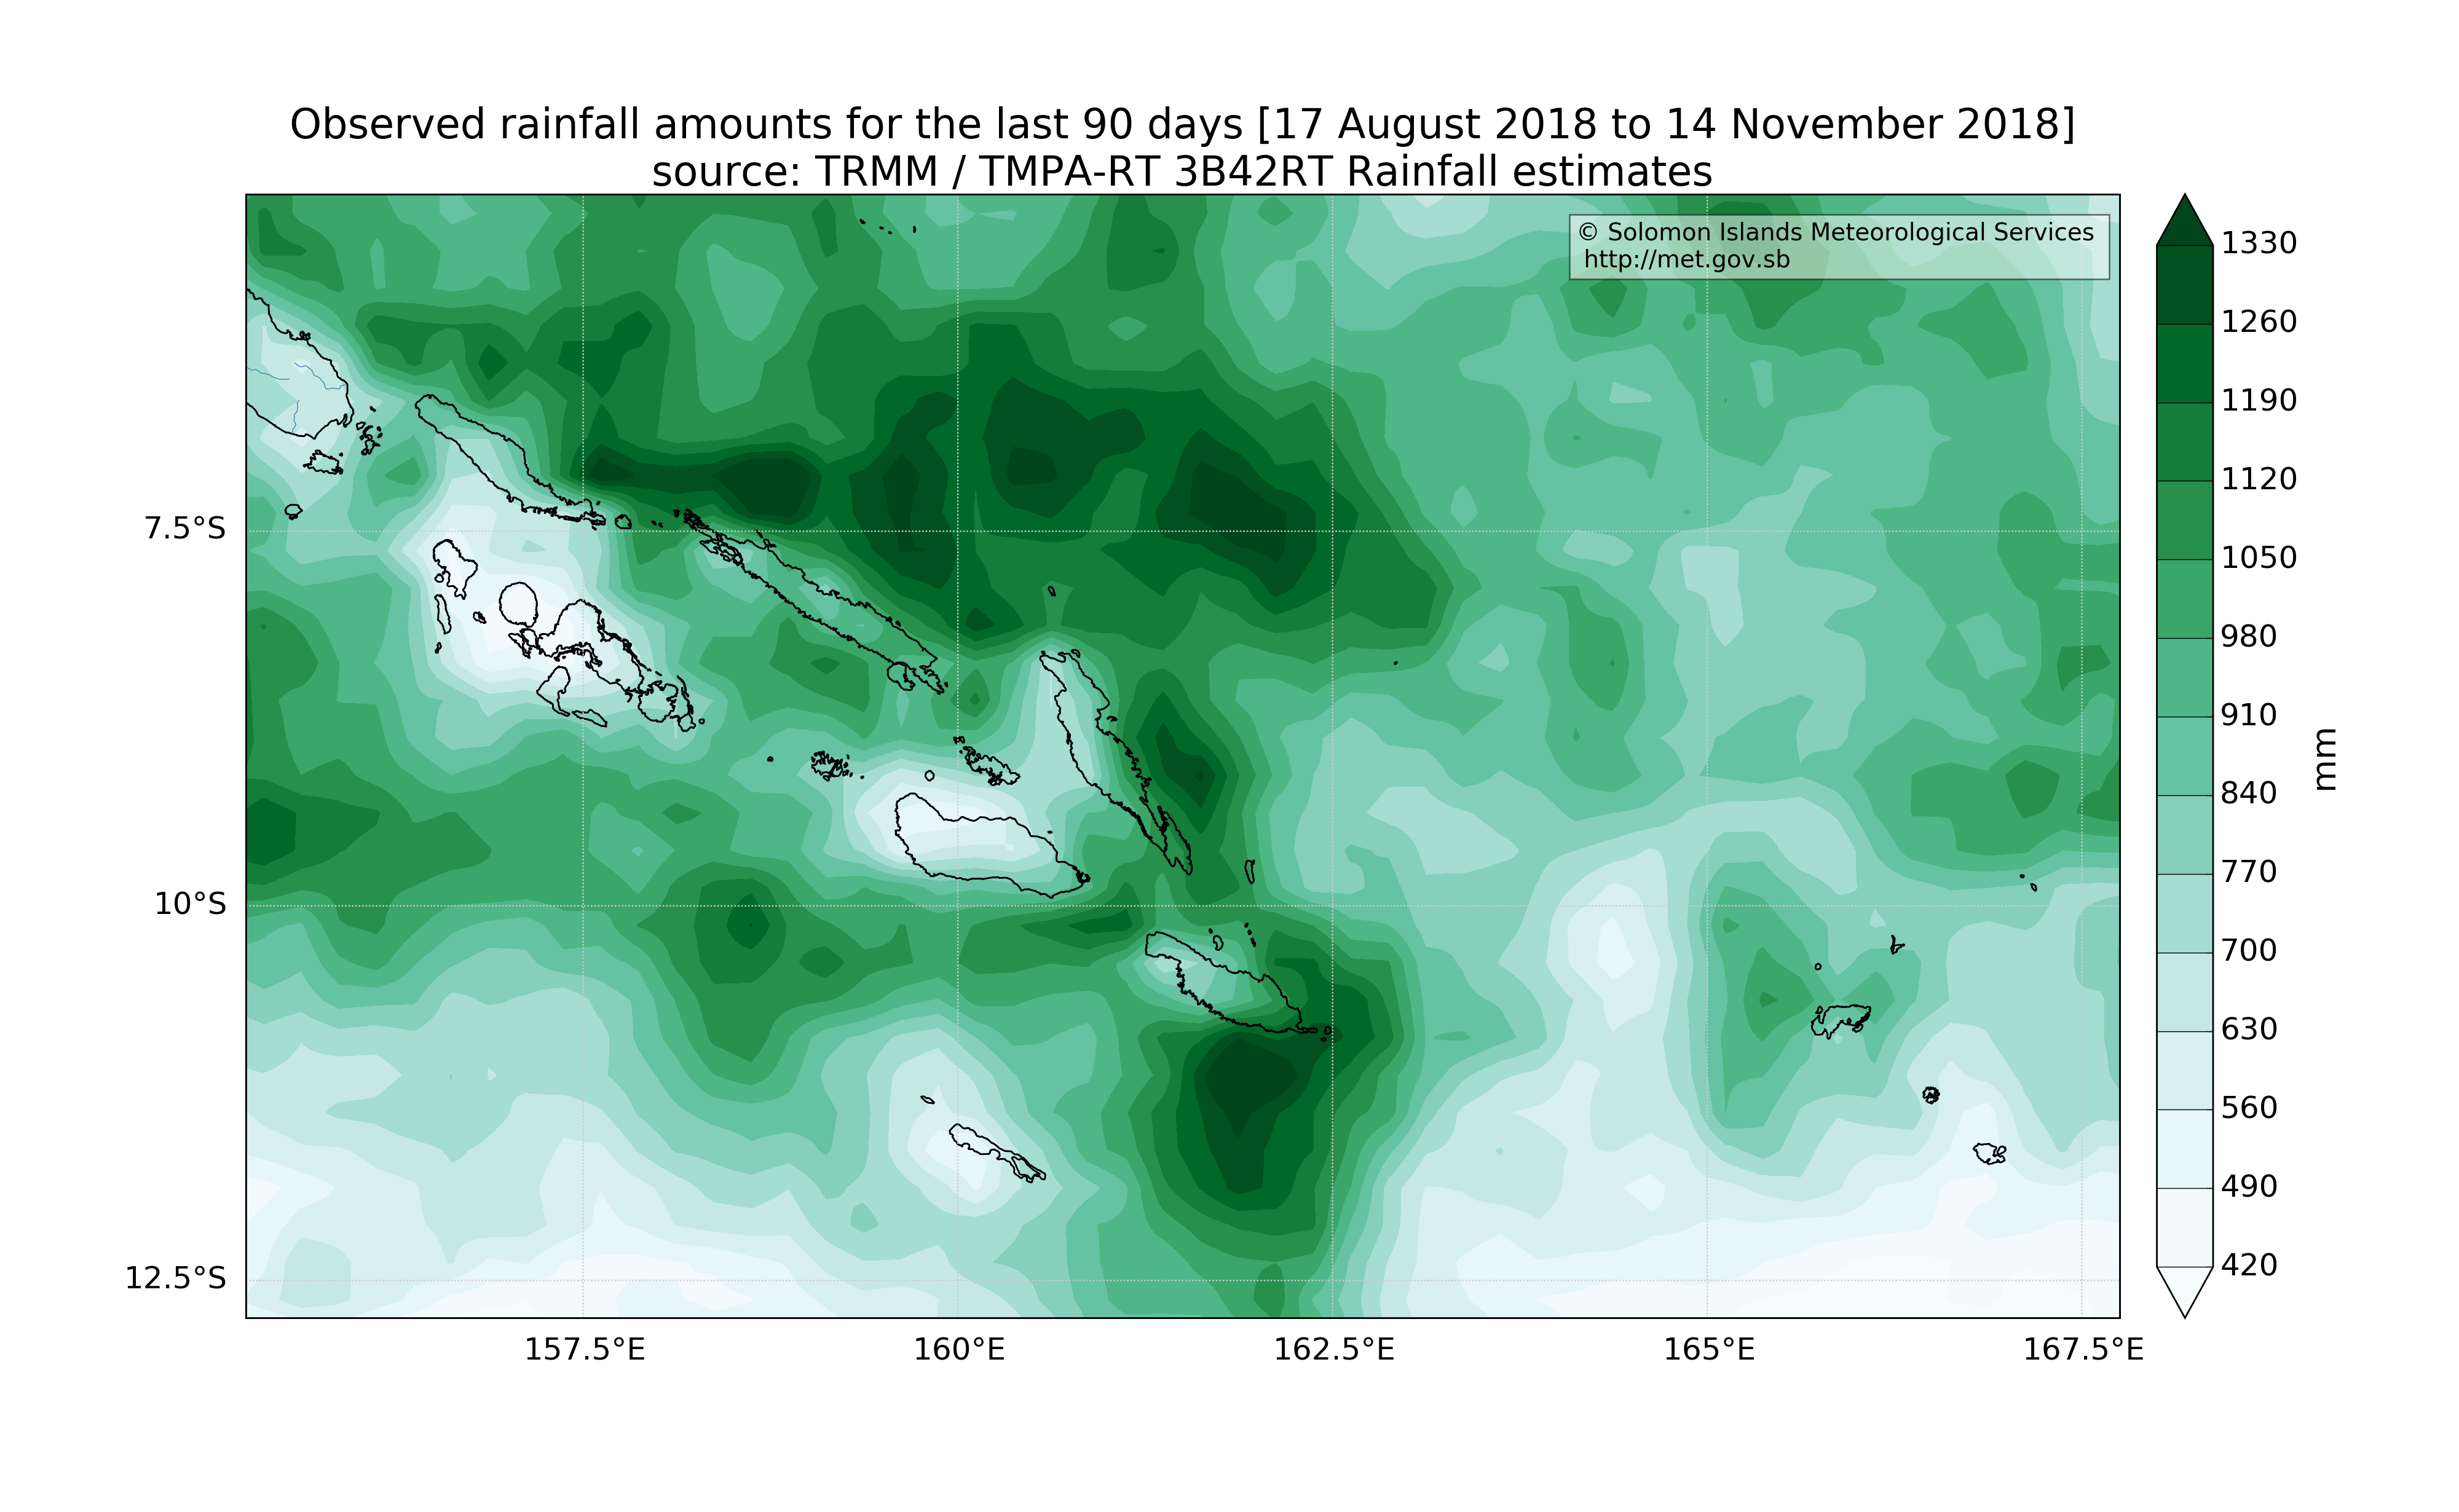 Observed rainfall amounts for the last 90 days [17 August 2018 to 14 November 2018]
source: TRMM / TMPA-RT 3B42RT Rainfall estimates
© Solomon Islands Meteorological Services
http://met.gov.sb
7.5°S
10°S
12.5°S
157.5°E
160°E
162.5°E
165°E
167.5°E
1330
1260
1190
1120
1050
980
910
840
770
700
630
560
490
420
mm